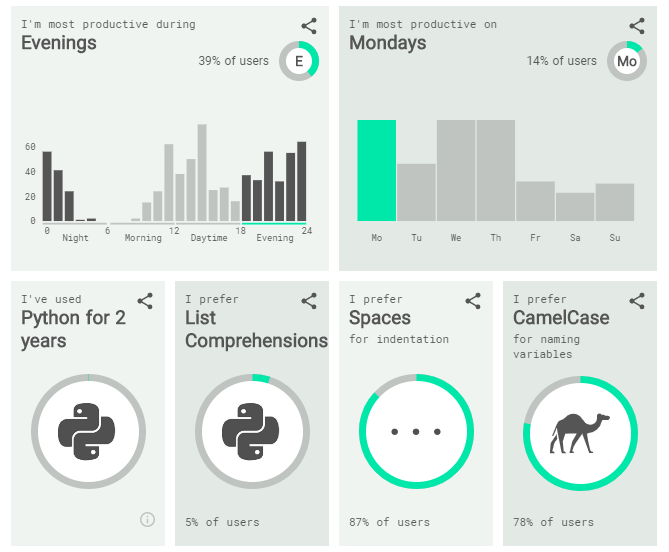 I'm most productive during
Evenings
39% of users
E
60
40
20
0
0 6 12 18 24
Night Morning Daytime Evening
I'm most productive on
Mondays
14% of users
Mo
Mo Tu We Th Fr Sa Su
I've used
Python for 2
years
I prefer
List
Comprehensions
5% of users
I prefer
Spaces
for indentation
87% of users
I prefer
CamelCase
for naming
variables
78% of users